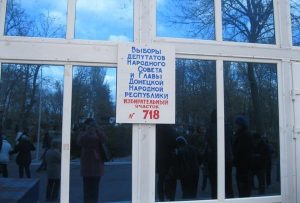 Выборы
депутатов
Народного
Совета
и Главы
Донецкой
Народной
Республики
избирательный
участок
№ 718